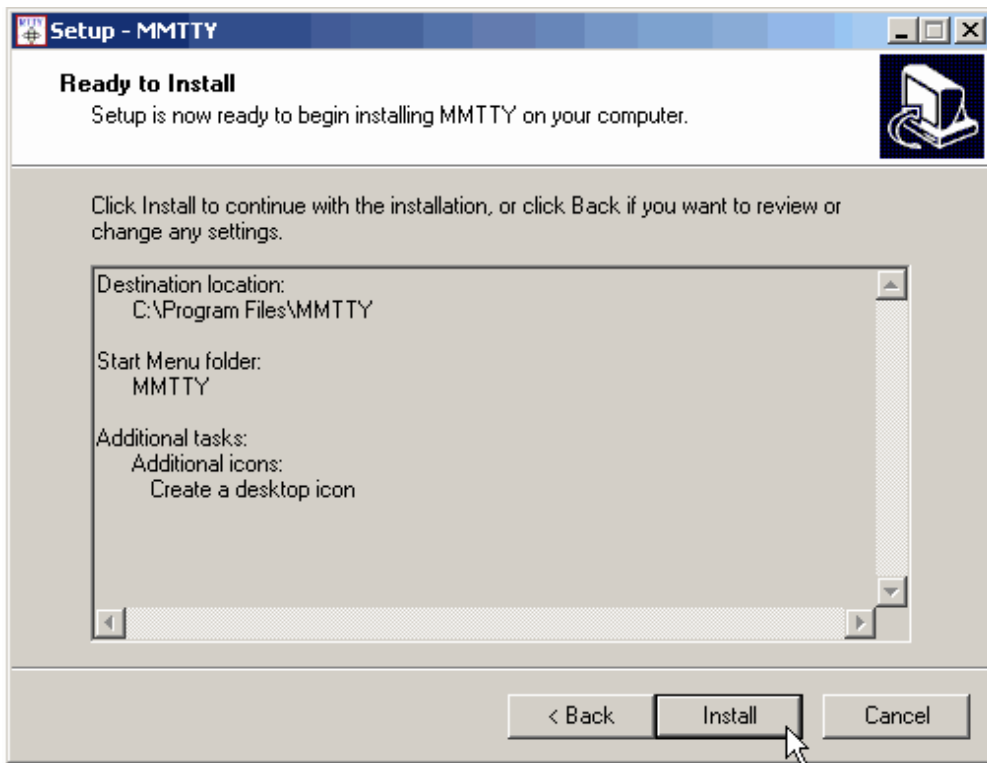 Setup - MMTTY
Ready to Install
Setup is now ready to begin installing MMTTY on your computer.
Click Install to continue with the installation, or click Back if you want to review or
change any settings.
Destination location:
C:\Program Files\MMTTY
Start Menu folder:
MMTTY
Additional tasks:
Additional icons:
Create a desktop icon
< Back
Install
Cancel